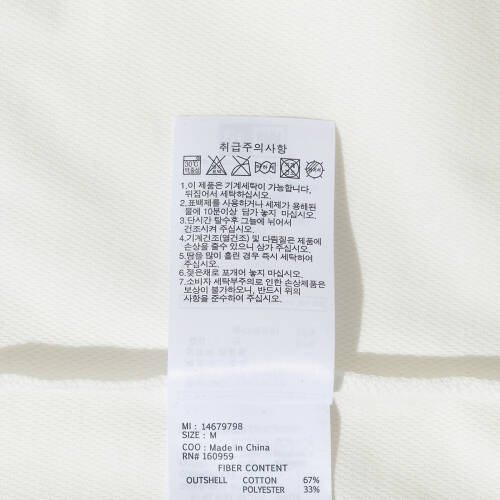 취급주의사항
30℃
약중성
1.이 제품은 기계세탁이 가능합니다.
뒤집어서 세탁하십시오.
2.표백제를 사용하거나 세제가 용해된
물에 10분이상 담가 놓지 마십시오.
3.단시간 탈수후 그늘에 뉘어서
건조시켜 주십시오.
4.기계건조(열건조) 및 다림질은 제품에
손상을 줄수 있으니 삼가 주십시오.
5.땀을 많이 흘린 경우 즉시 세탁하여
주십시오.
6.젖은채로 포개어 놓지 마십시오.
7.소비자 세탁부주의로 인한 손상제품은
보상이 불가하오니, 반드시 위의
사항을 준수하여 주십시오.
MI : 14679798
SIZE : M
COO : Made in China
RN# 160959
FIBER CONTENT
OUTSHELL COTTON 67%
POLYESTER 33%